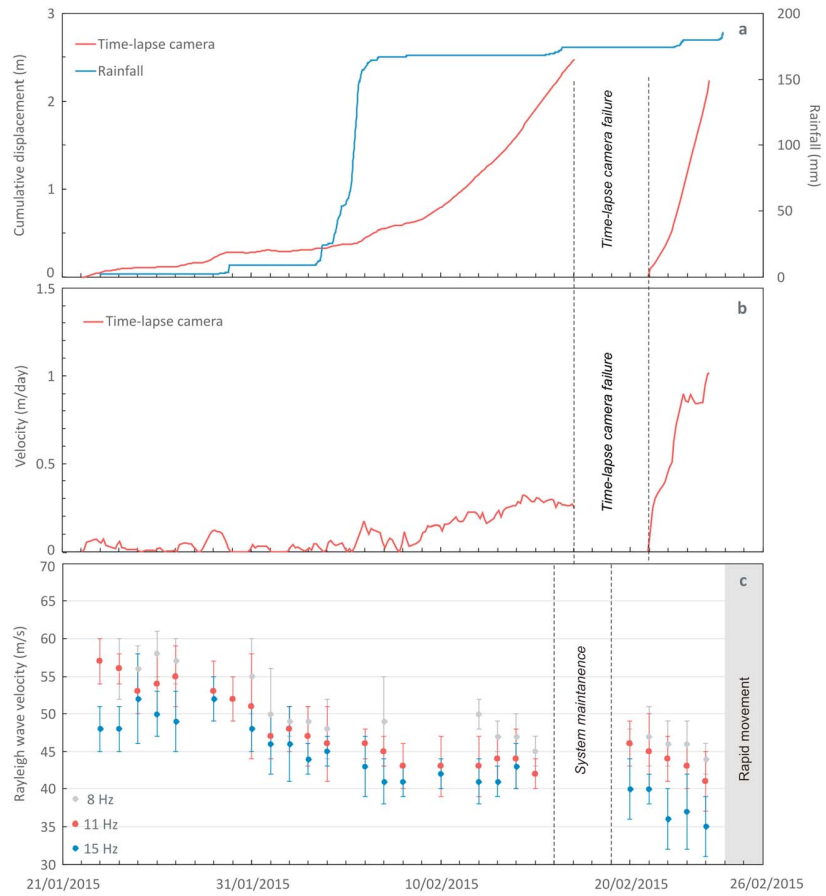 a
Time-lapse camera
Rainfall
Cumulative displacement (m)
3
2
1
0
Rainfall (mm)
200
150
100
50
0
Time-lapse camera failure
b
Time-lapse camera
Velocity (m/day)
1.5
1
0.5
0
Time-lapse camera failure
c
Rayleigh wave velocity (m/s)
70
65
60
55
50
45
40
35
30
8 Hz
11 Hz
15 Hz
System maintanence
Rapid movement
21/01/2015
31/01/2015
10/02/2015
20/02/2015
26/02/2015